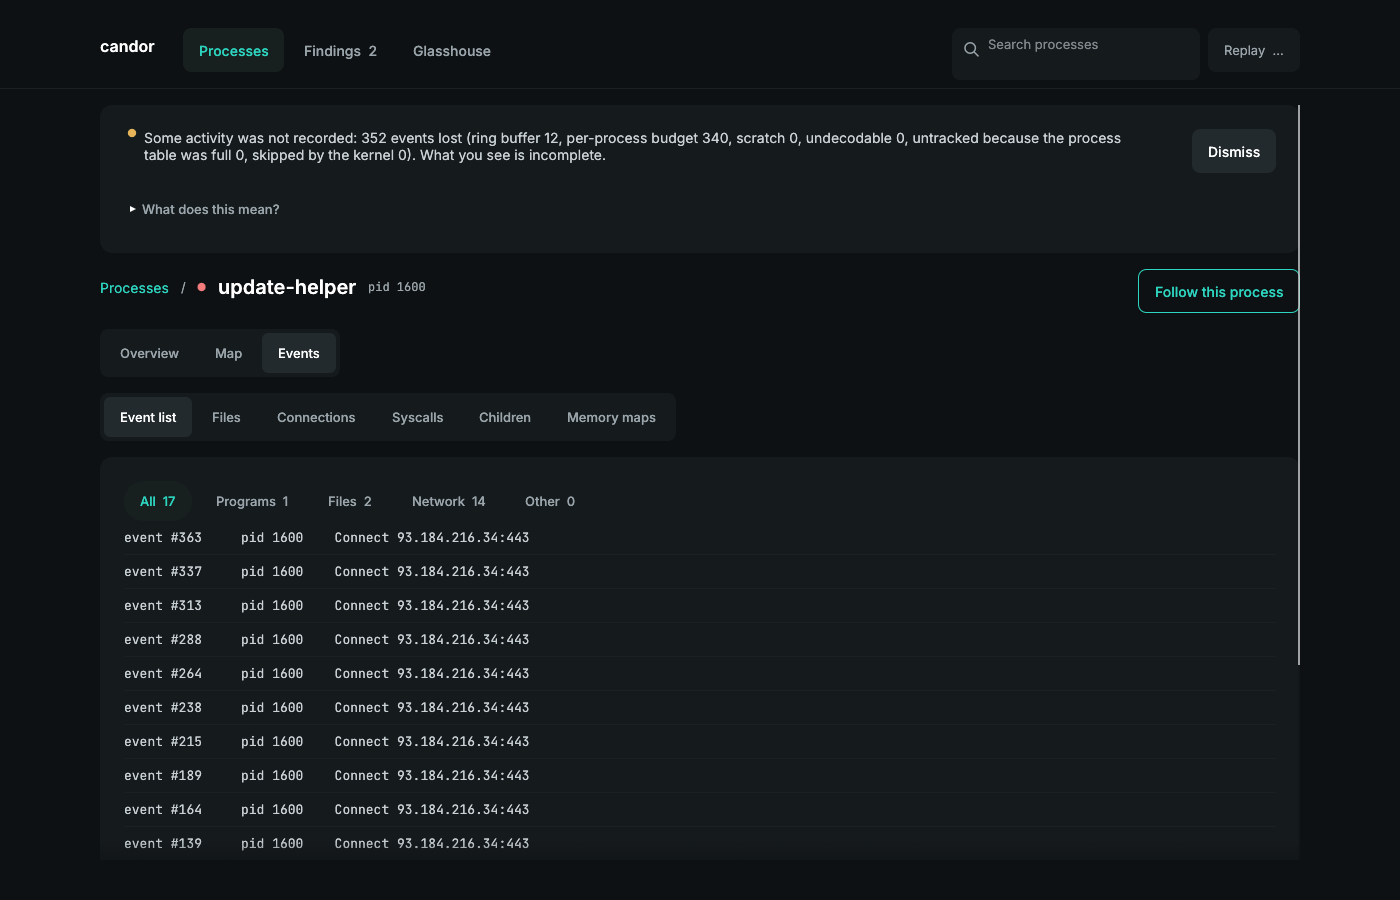 candor
Processes
Findings 2
Glasshouse
Search processes
Replay ...
Some activity was not recorded: 352 events lost (ring buffer 12, per-process budget 340, scratch 0, undecodable 0, untracked because the process
table was full 0, skipped by the kernel 0). What you see is incomplete.
Dismiss
What does this mean?
Processes / update-helper pid 1600
Follow this process
Overview Map Events
Event list Files Connections Syscalls Children Memory maps
All 17 Programs 1 Files 2 Network 14 Other 0
event #363 pid 1600 Connect 93.184.216.34:443
event #337 pid 1600 Connect 93.184.216.34:443
event #313 pid 1600 Connect 93.184.216.34:443
event #288 pid 1600 Connect 93.184.216.34:443
event #264 pid 1600 Connect 93.184.216.34:443
event #238 pid 1600 Connect 93.184.216.34:443
event #215 pid 1600 Connect 93.184.216.34:443
event #189 pid 1600 Connect 93.184.216.34:443
event #164 pid 1600 Connect 93.184.216.34:443
event #139 pid 1600 Connect 93.184.216.34:443